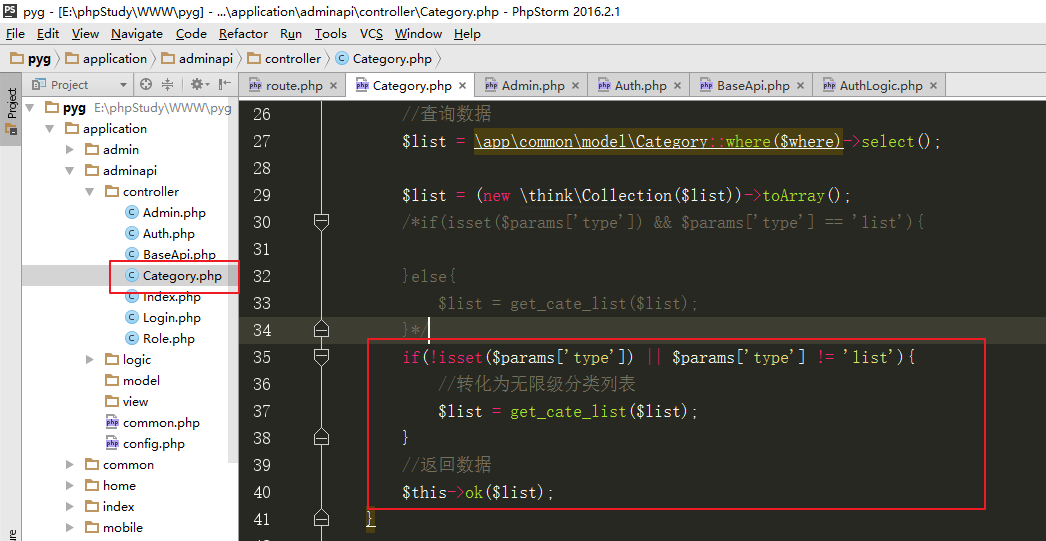 pyg - [E:\phpStudy\WWW\pyg] - ...\application\adminapi\controller\Category.php - PhpStorm 2016.2.1
File Edit View Navigate Code Refactor Run Tools VCS Window Help
pyg application adminapi controller Category.php
Project
route.php Category.php Admin.php Auth.php BaseApi.php AuthLogic.php
Project
pyg E:\phpStudy\WWW\pyg
application
admin
adminapi
controller
Admin.php
Auth.php
BaseApi.php
Category.php
Index.php
Login.php
Role.php
logic
model
view
common.php
config.php
common
home
index
mobile
26 //查询数据
27 $list = \app\common\model\Category::where($where)->select();
28
29 $list = (new \think\Collection($list))->toArray();
30 /*if(isset($params['type']) && $params['type'] == 'list'){
31
32 }else{
33 $list = get_cate_list($list);
34 }*/
35 if(!isset($params['type']) || $params['type'] != 'list'){
36 //转化为无限级分类列表
37 $list = get_cate_list($list);
38 }
39 //返回数据
40 $this->ok($list);
41 }